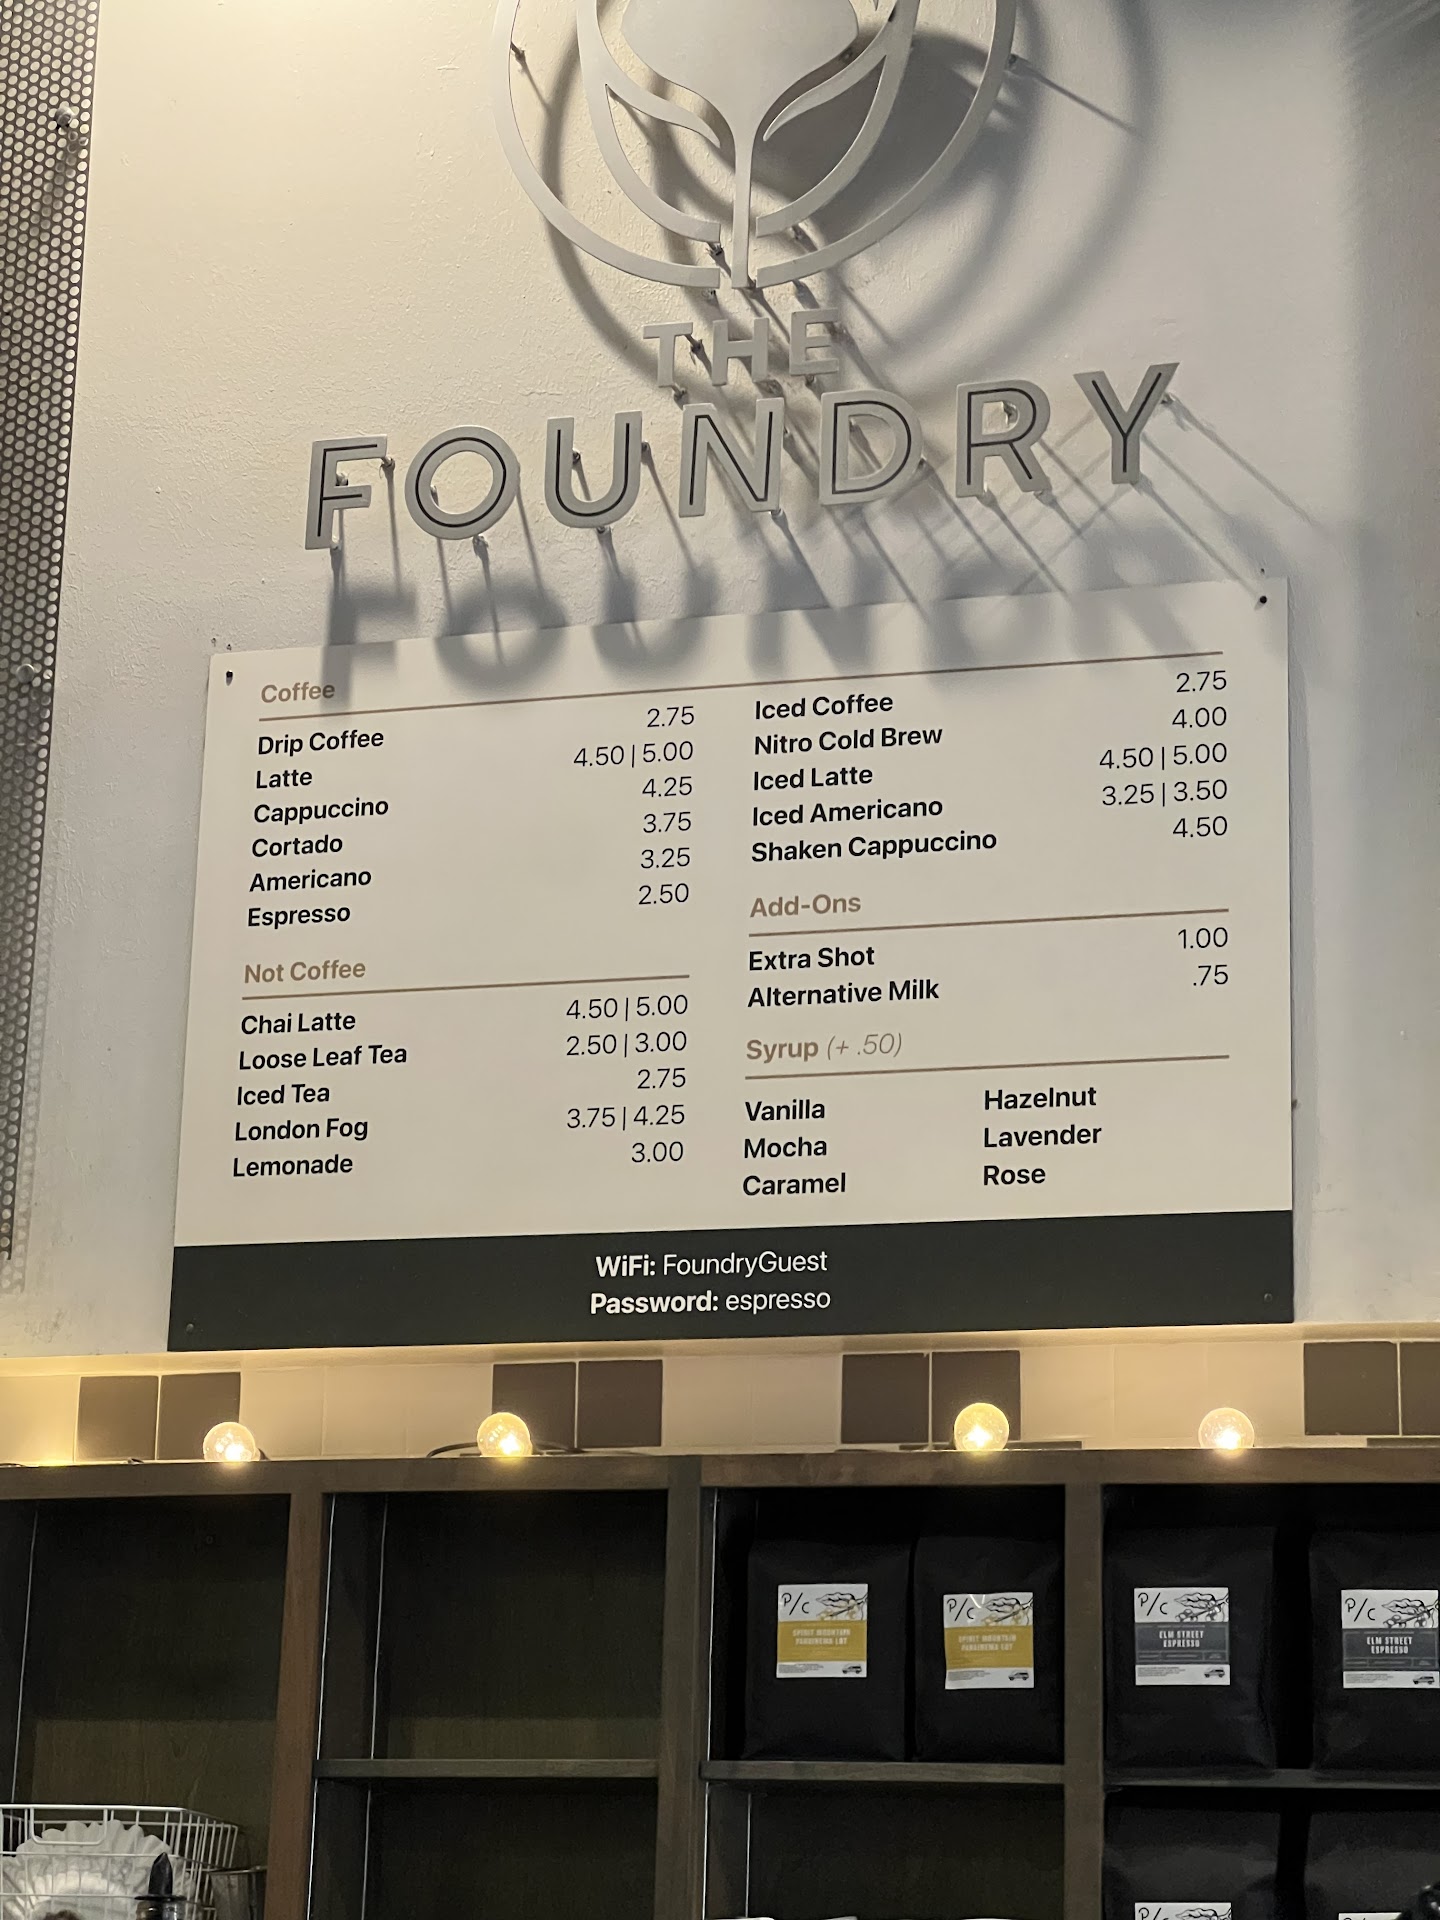 THE
FOUNDRY
Coffee
Drip Coffee 2.75
Latte 4.50 | 5.00
Cappuccino 4.25
Cortado 3.75
Americano 3.25
Espresso 2.50
Not Coffee
Chai Latte 4.50 | 5.00
Loose Leaf Tea 2.50 | 3.00
Iced Tea 2.75
London Fog 3.75 | 4.25
Lemonade 3.00
Iced Coffee 2.75
Nitro Cold Brew 4.00
Iced Latte 4.50 | 5.00
Iced Americano 3.25 | 3.50
Shaken Cappuccino 4.50
Add-Ons
Extra Shot 1.00
Alternative Milk .75
Syrup (+ .50)
Vanilla Hazelnut
Mocha Lavender
Caramel Rose
WiFi: FoundryGuest
Password: espresso
P/C
SPIRIT MOUNTAIN
P/C
SPIRIT MOUNTAIN
P/C
ELM STREET
ESPRESSO
P/C
ELM STREET
ESPRESSO
P/C